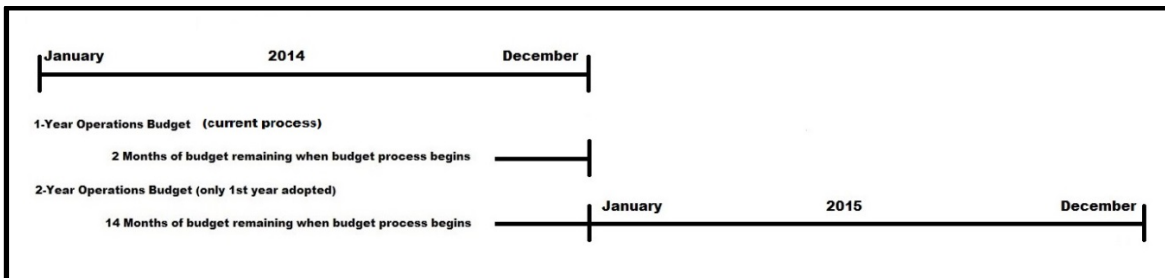 January 2014 December
1-Year Operations Budget (current process)
2 Months of budget remaining when budget process begins
2-Year Operations Budget (only 1st year adopted)
January 2015 December
14 Months of budget remaining when budget process begins